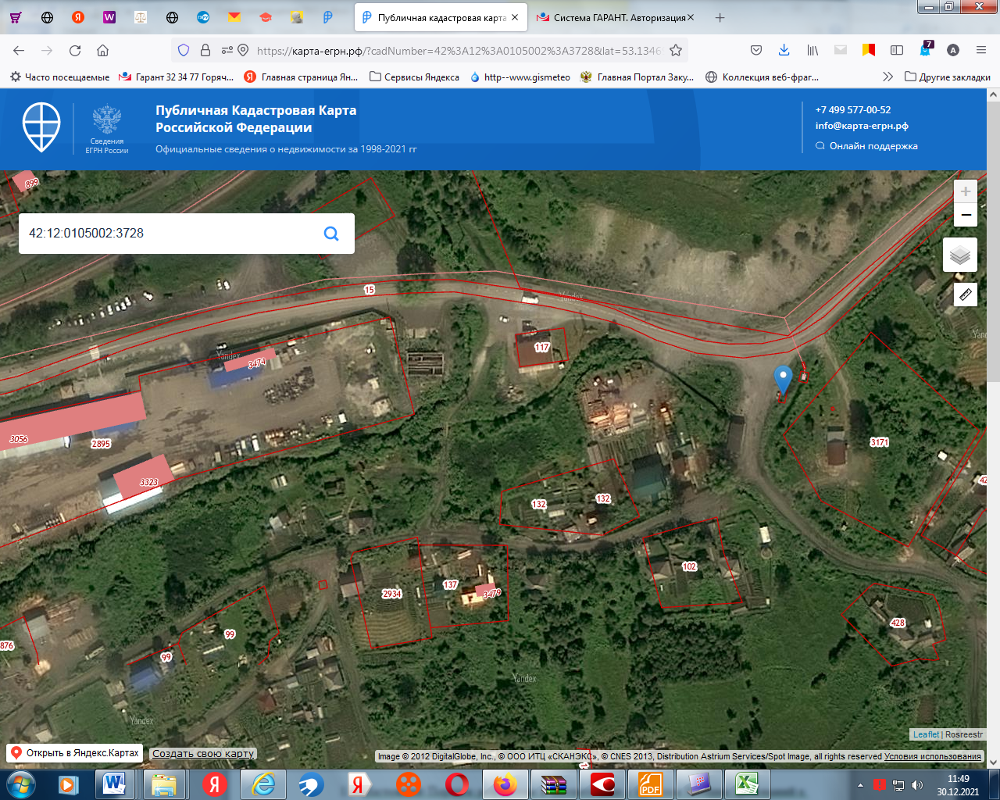 Публичная кадастровая карта
Система ГАРАНТ. Авторизация
https://карта-егрн.рф/?cadNumber=42%3A12%3A0105002%3A3728&lat=53.1346
7
Часто посещаемые
Гарант 32 34 77 Горяч...
Главная страница Ян...
Сервисы Яндекса
http--www.gismeteo
Главная Портал Заку...
Коллекция веб-фраг...
Другие закладки
Сведения
ЕГРН России
Публичная Кадастровая Карта
Российской Федерации
Официальные сведения о недвижимости за 1998-2021 гг
+7 499 577-00-52
info@карта-егрн.рф
Онлайн поддержка
899
42:12:0105002:3728
15
Yandex
117
Yandex
3474
3056
2895
3171
3323
132
132
102
2934
137
3479
428
99
876
99
Yandex
Yandex
Leaflet | Rosreestr
Открыть в Яндекс.Картах
Создать свою карту
Image © 2012 DigitalGlobe, Inc., © ООО ИТЦ «СКАНЭКС», © CNES 2013, Distribution Astrium Services/Spot Image, all rights reserved Условия использования
11:49
30.12.2021